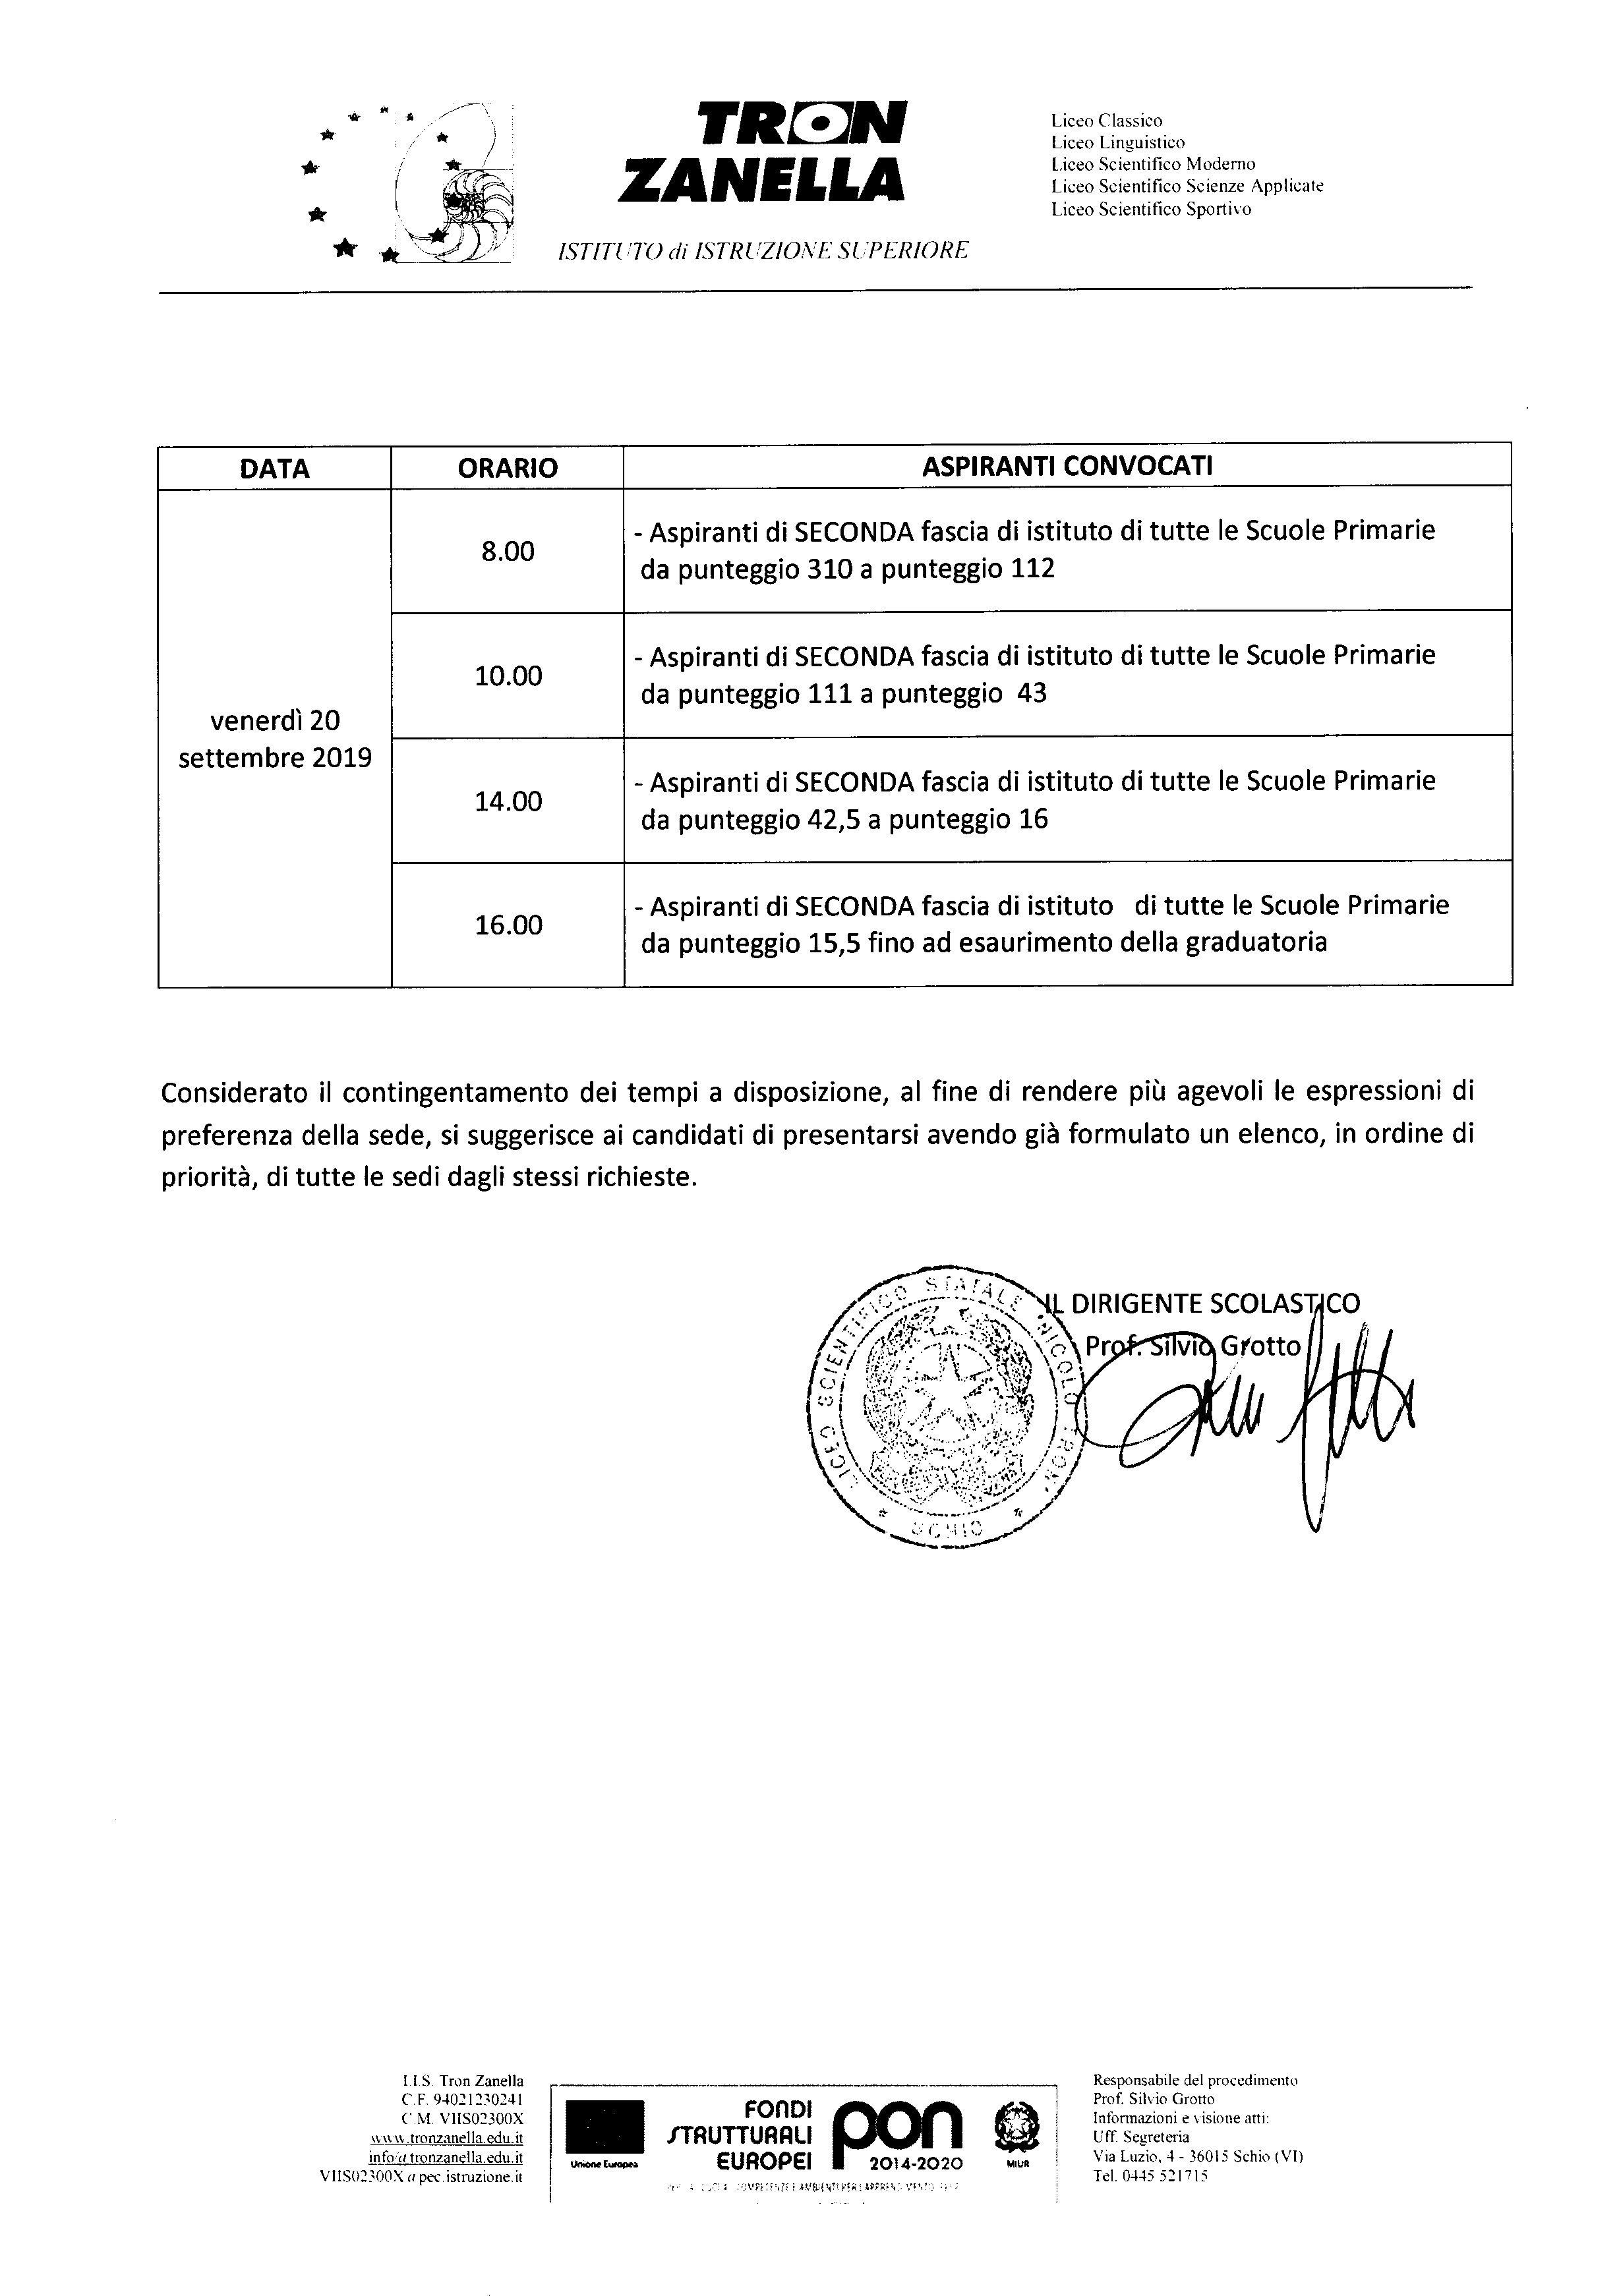 TRON
ZANELLA
ISTITUTO di ISTRUZIONE SUPERIORE
Liceo Classico
Liceo Linguistico
Liceo Scientifico Moderno
Liceo Scientifico Scienze Applicate
Liceo Scientifico Sportivo
DATA ORARIO ASPIRANTI CONVOCATI
venerdì 20
settembre 2019
8.00
- Aspiranti di SECONDA fascia di istituto di tutte le Scuole Primarie
da punteggio 310 a punteggio 112
10.00
- Aspiranti di SECONDA fascia di istituto di tutte le Scuole Primarie
da punteggio 111 a punteggio 43
14.00
- Aspiranti di SECONDA fascia di istituto di tutte le Scuole Primarie
da punteggio 42,5 a punteggio 16
16.00
- Aspiranti di SECONDA fascia di istituto di tutte le Scuole Primarie
da punteggio 15,5 fino ad esaurimento della graduatoria
Considerato il contingentamento dei tempi a disposizione, al fine di rendere più agevoli le espressioni di
preferenza della sede, si suggerisce ai candidati di presentarsi avendo già formulato un elenco, in ordine di
priorità, di tutte le sedi dagli stessi richieste.
IL DIRIGENTE SCOLASTICO
Prof. Silvio Grotto
LICEO SCIENTIFICO STATALE "NICOLO TRON"
SCHIO
I.I.S. Tron Zanella
C.F. 94021230241
C.M. VIIS02300X
www.tronzanella.edu.it
info@tronzanella.edu.it
VIIS02300X@pec.istruzione.it
Unione Europea
FONDI
STRUTTURALI
EUROPEI
pon
2014-2020
MIUR
COMPETENZE E AMBIENTI PER L'APPRENDIMENTO
Responsabile del procedimento
Prof. Silvio Grotto
Informazioni e visione atti:
Uff. Segreteria
Via Luzio, 4 - 36015 Schio (VI)
Tel. 0445 521715